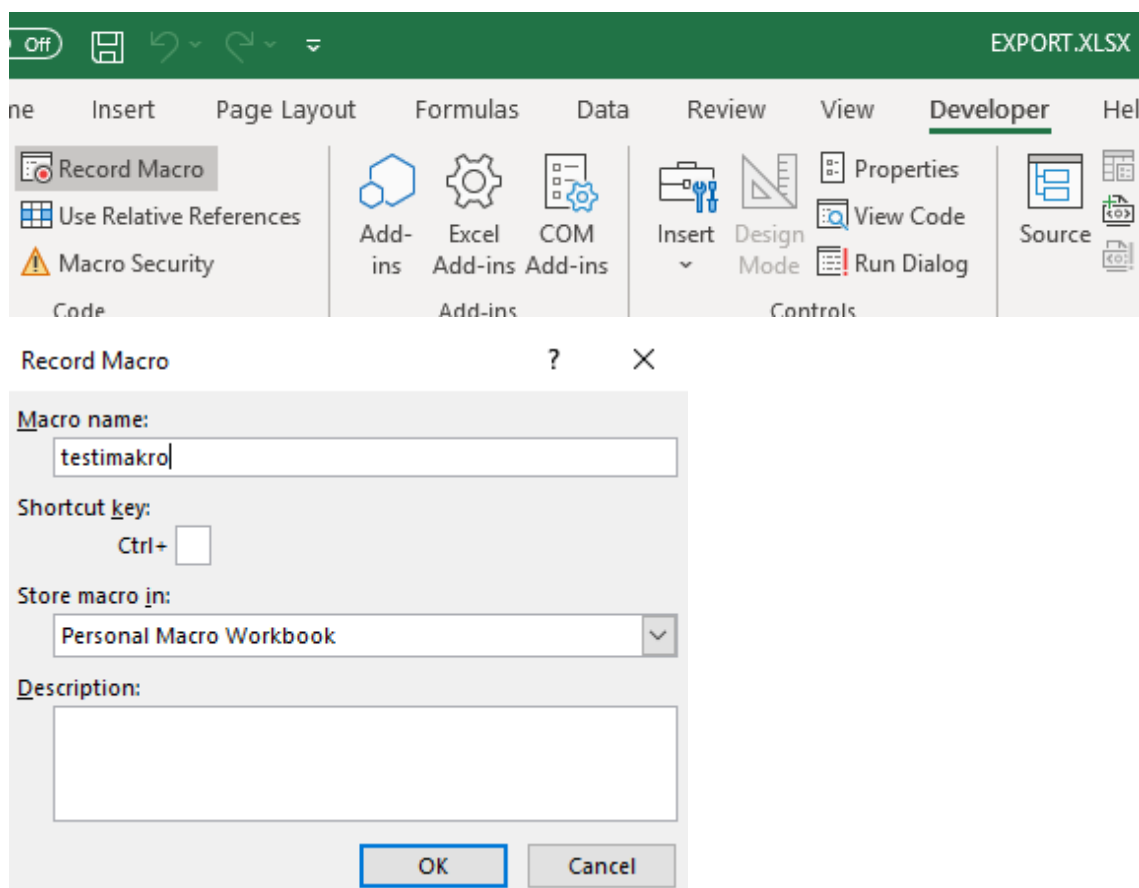 Off EXPORT.XLSX
me Insert Page Layout Formulas Data Review View Developer Hel
Record Macro
Use Relative References
Macro Security
Code
Add-
ins
Excel
Add-ins
COM
Add-ins
Add-ins
Insert
Design
Mode
Properties
View Code
Run Dialog
Controls
Source
Record Macro ?
Macro name:
testimakro
Shortcut key:
Ctrl+
Store macro in:
Personal Macro Workbook
Description:
OK Cancel